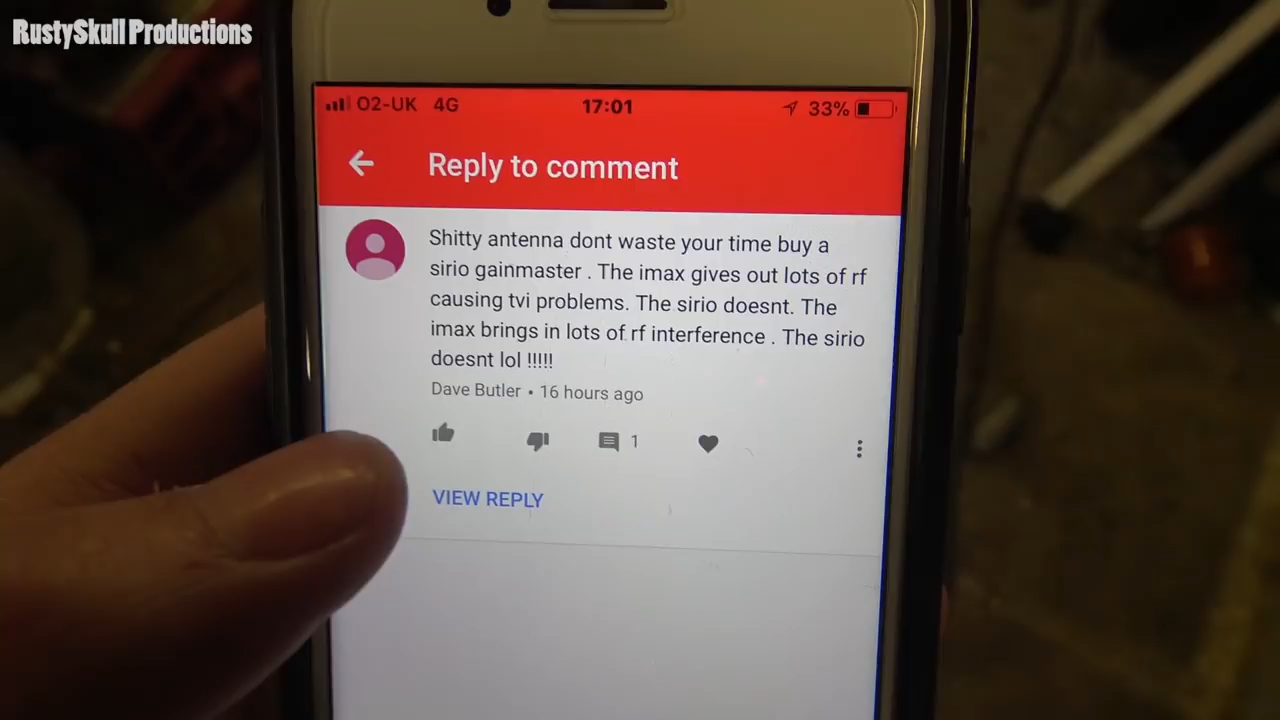 RustySkull Productions
O2-UK 4G 17:01 33%
Reply to comment
Shitty antenna dont waste your time buy a
sirio gainmaster . The imax gives out lots of rf
causing tvi problems. The sirio doesnt. The
imax brings in lots of rf interference . The sirio
doesnt lol !!!!!
Dave Butler • 16 hours ago
1
VIEW REPLY